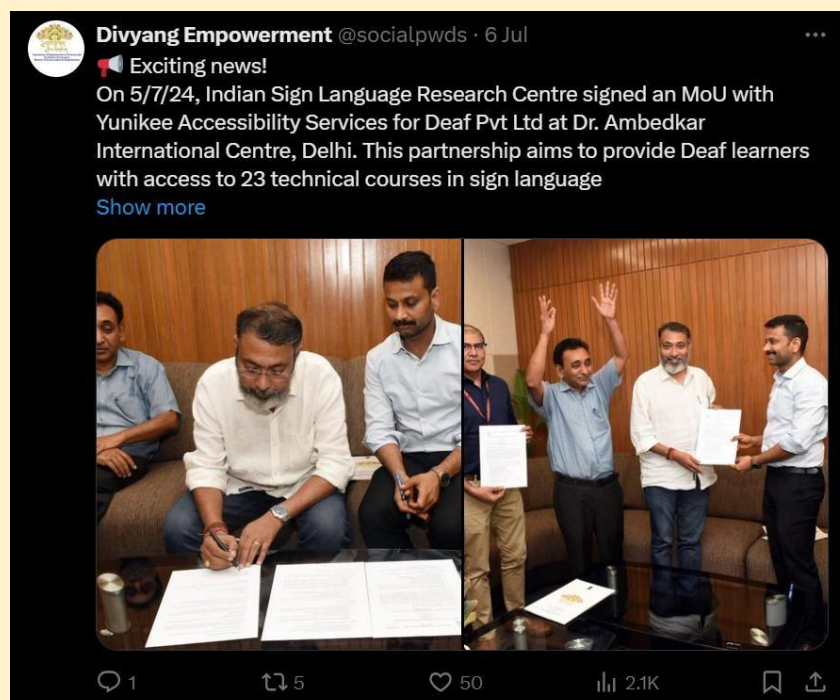 Divyang Empowerment @socialpwds · 6 Jul
📢 Exciting news!
On 5/7/24, Indian Sign Language Research Centre signed an MoU with
Yunikee Accessibility Services for Deaf Pvt Ltd at Dr. Ambedkar
International Centre, Delhi. This partnership aims to provide Deaf learners
with access to 23 technical courses in sign language
Show more
1 5 50 2.1K